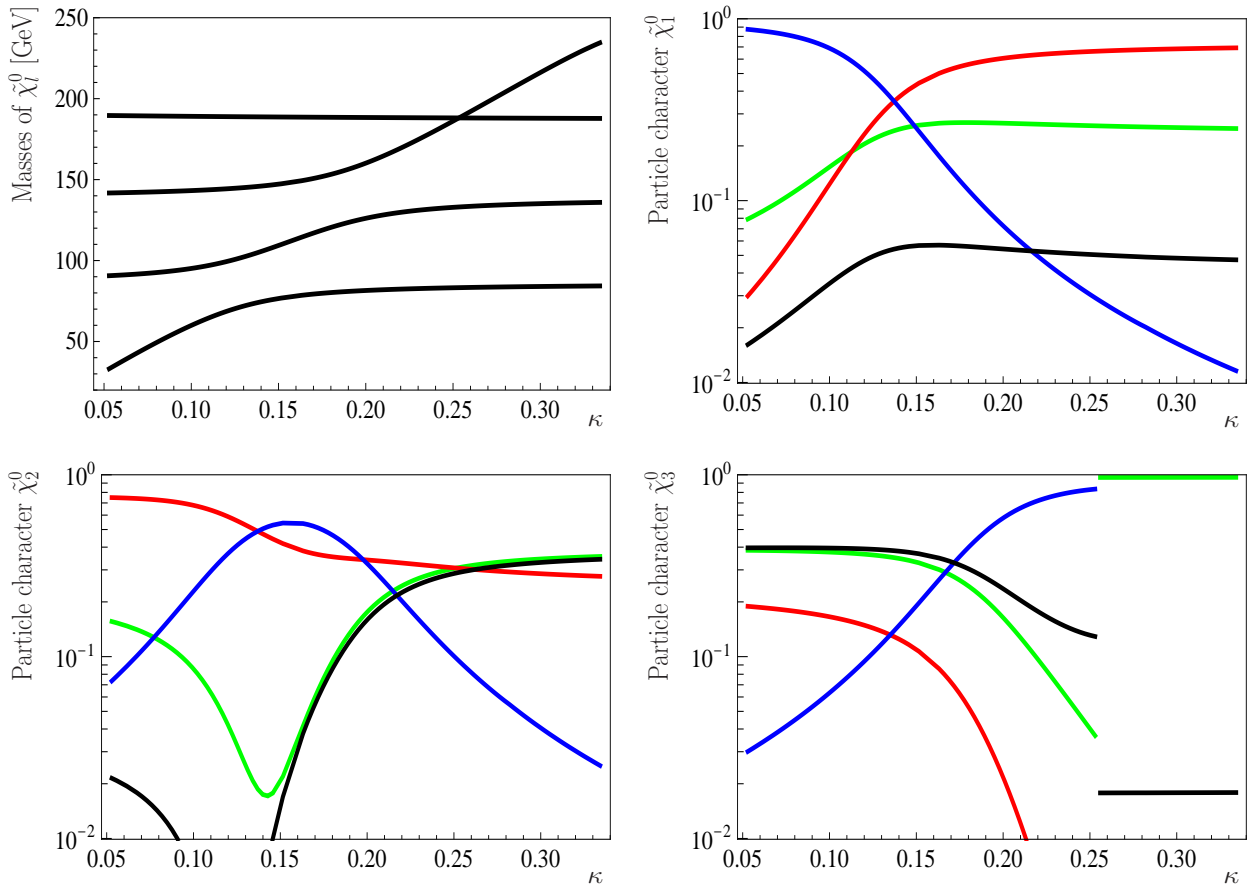 Masses of χ̃⁰_l [GeV]
250
200
150
100
50
0.05 0.10 0.15 0.20 0.25 0.30 κ
Particle character χ̃⁰_1
10⁰
10⁻¹
10⁻²
0.05 0.10 0.15 0.20 0.25 0.30 κ
Particle character χ̃⁰_2
10⁰
10⁻¹
10⁻²
0.05 0.10 0.15 0.20 0.25 0.30 κ
Particle character χ̃⁰_3
10⁰
10⁻¹
10⁻²
0.05 0.10 0.15 0.20 0.25 0.30 κ